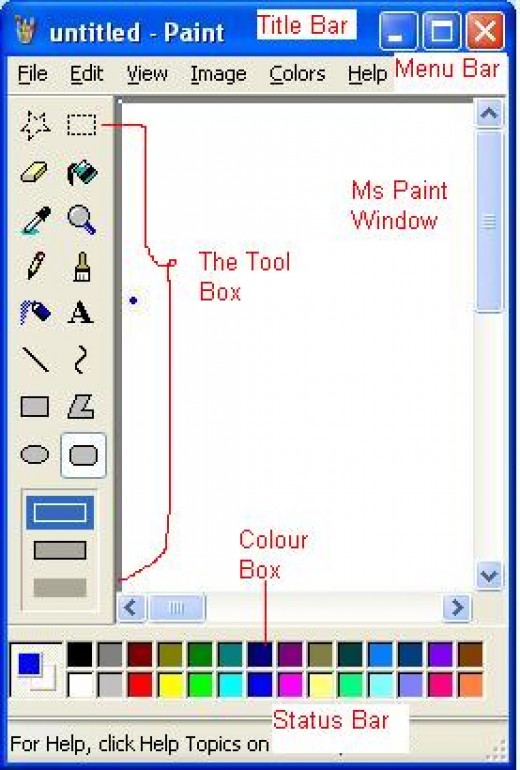 untitled - Paint Title Bar
File Edit View Image Colors Help Menu Bar
Ms Paint
Window
The Tool
Box
A
Colour
Box
Status Bar
For Help, click Help Topics on